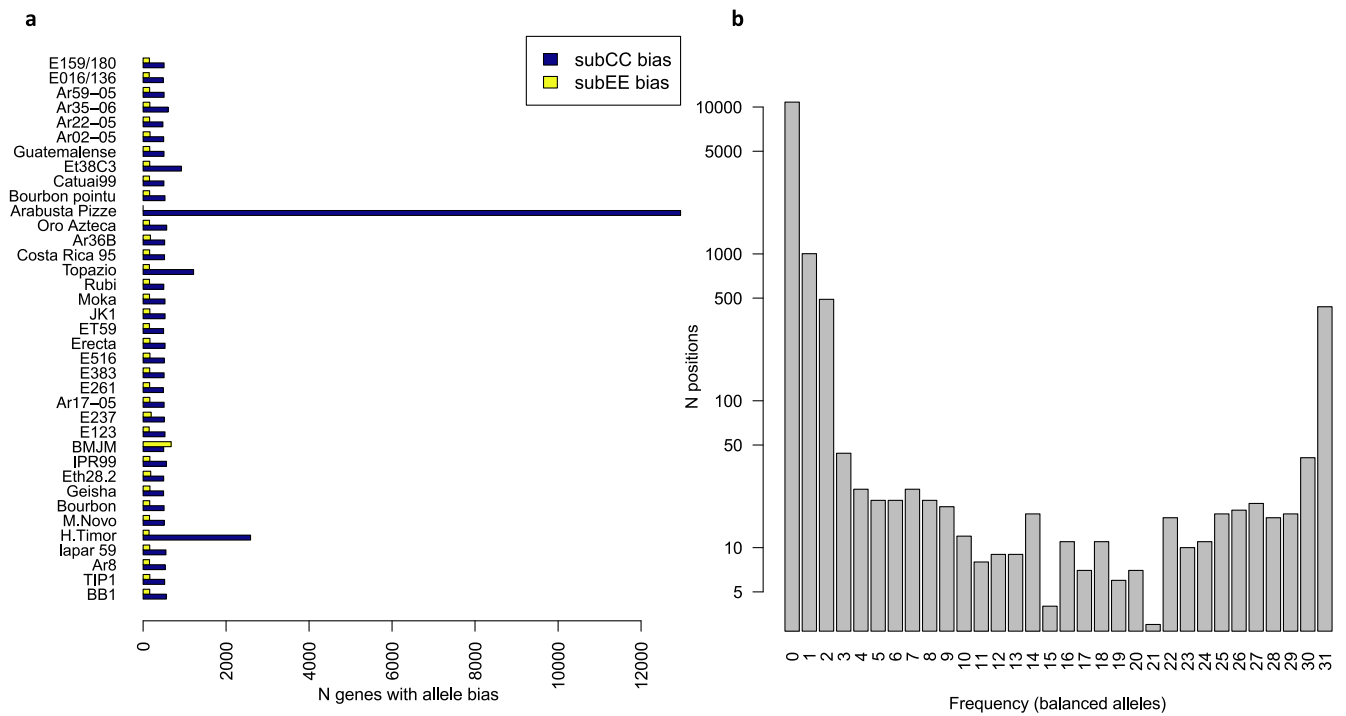 a
subCC bias
subEE bias
E159/180
E016/136
Ar59−05
Ar35−06
Ar22−05
Ar02−05
Guatemalense
Et38C3
Catuai99
Bourbon pointu
Arabusta Pizze
Oro Azteca
Ar36B
Costa Rica 95
Topazio
Rubi
Moka
JK1
ET59
Erecta
E516
E383
E261
Ar17−05
E237
E123
BMJM
IPR99
Eth28.2
Geisha
Bourbon
M.Novo
H.Timor
Iapar 59
Ar8
TIP1
BB1
0 2000 4000 6000 8000 10000 12000
N genes with allele bias
b
10000
5000
1000
500
100
50
10
5
N positions
0 1 2 3 4 5 6 7 8 9 10 11 12 13 14 15 16 17 18 19 20 21 22 23 24 25 26 27 28 29 30 31
Frequency (balanced alleles)